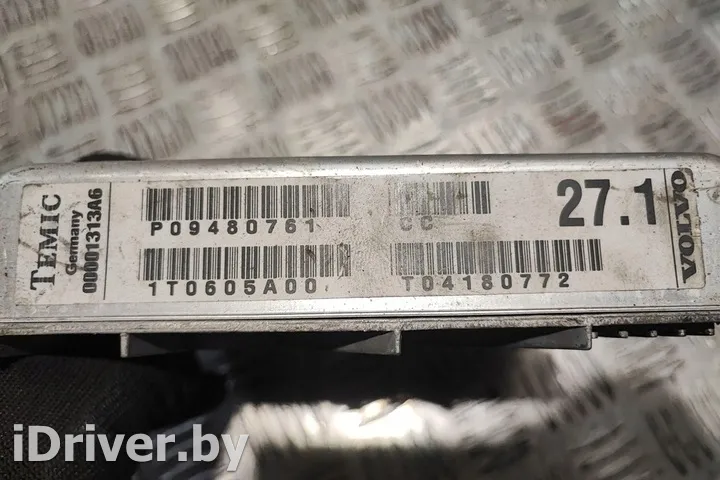 TEMIC
Germany
00001313A6
P09480761
CC
27.1
VOLVO
1T0605A00
T04180772
iDriver.by